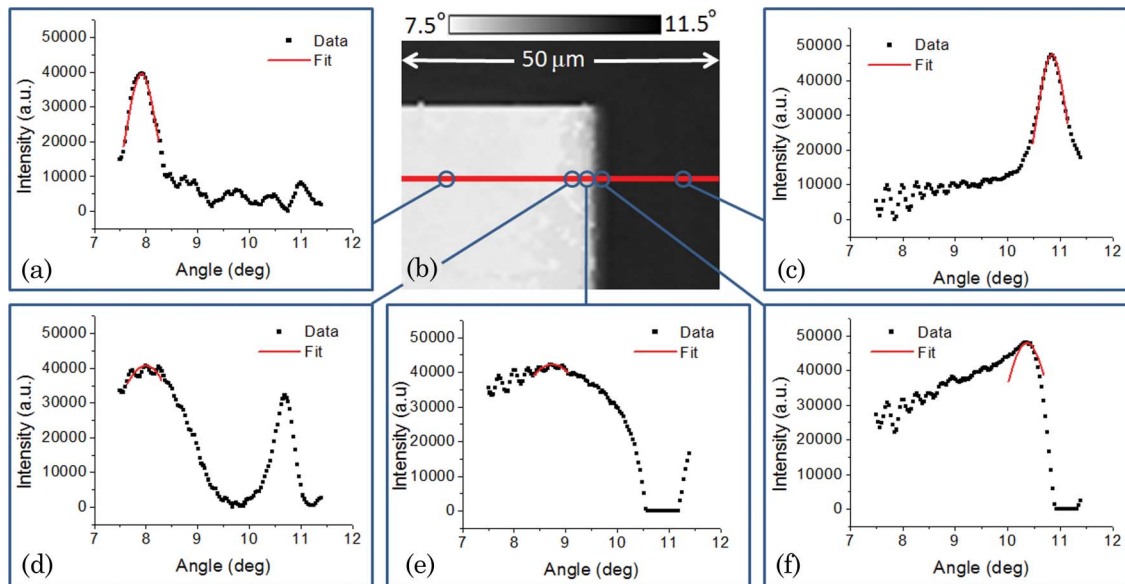 7.5° 11.5°
50 μm
(b)
Intensity (a.u.)
50000
40000
30000
20000
10000
0
Data
Fit
7 8 9 10 11 12
Angle (deg)
(a)
Intensity (a.u.)
50000
40000
30000
20000
10000
0
Data
Fit
7 8 9 10 11 12
Angle (deg)
(c)
Intensity (a.u.)
50000
40000
30000
20000
10000
0
Data
Fit
7 8 9 10 11 12
Angle (deg)
(d)
Intensity (a.u)
50000
40000
30000
20000
10000
0
Data
Fit
7 8 9 10 11 12
Angle (deg)
(e)
Intensity (a.u.)
50000
40000
30000
20000
10000
0
Data
Fit
7 8 9 10 11 12
Angle (deg)
(f)